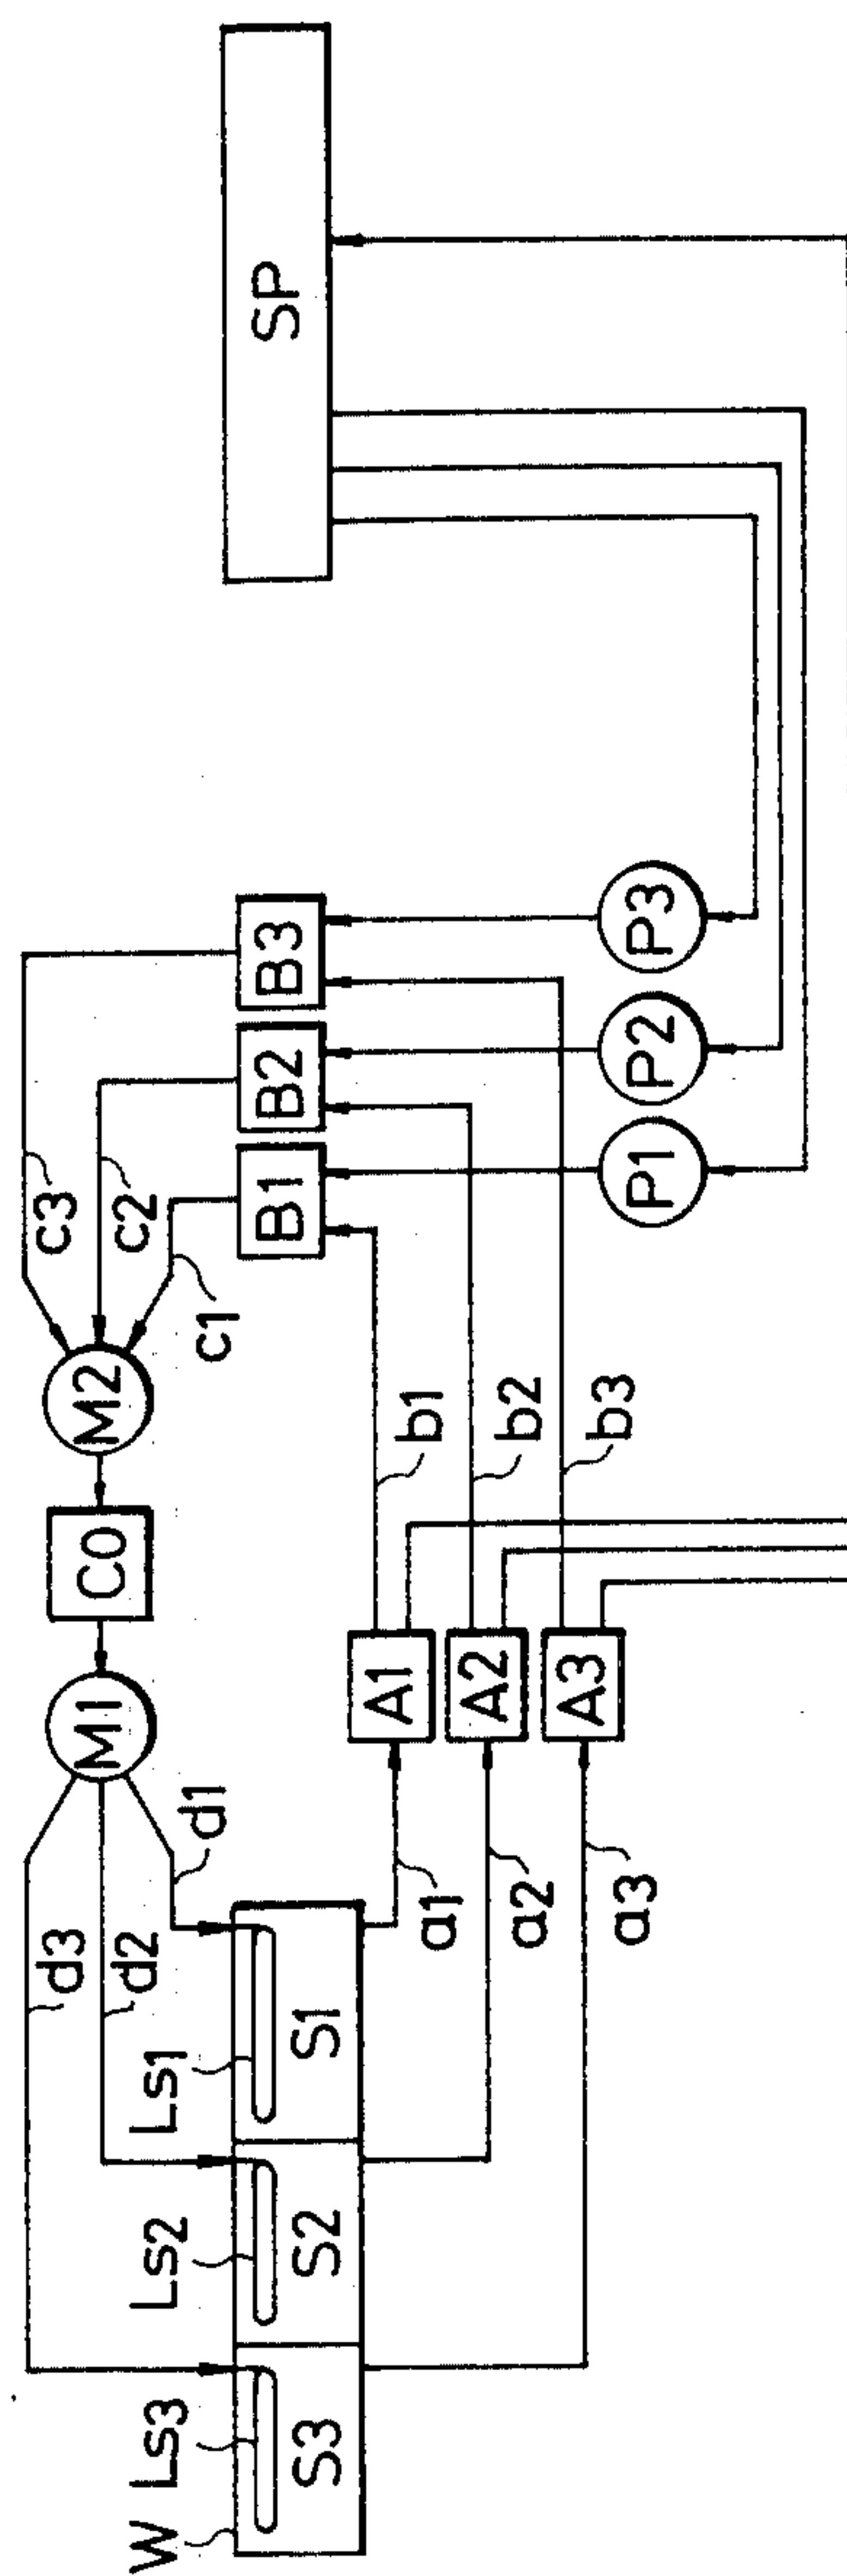 W
Ls3
Ls2
Ls1
d3
d2
d1
M1
C0
M2
c3
c2
c1
S3
S2
S1
B1
B2
B3
SP
a1
a2
a3
A1
A2
A3
b1
b2
b3
P1
P2
P3